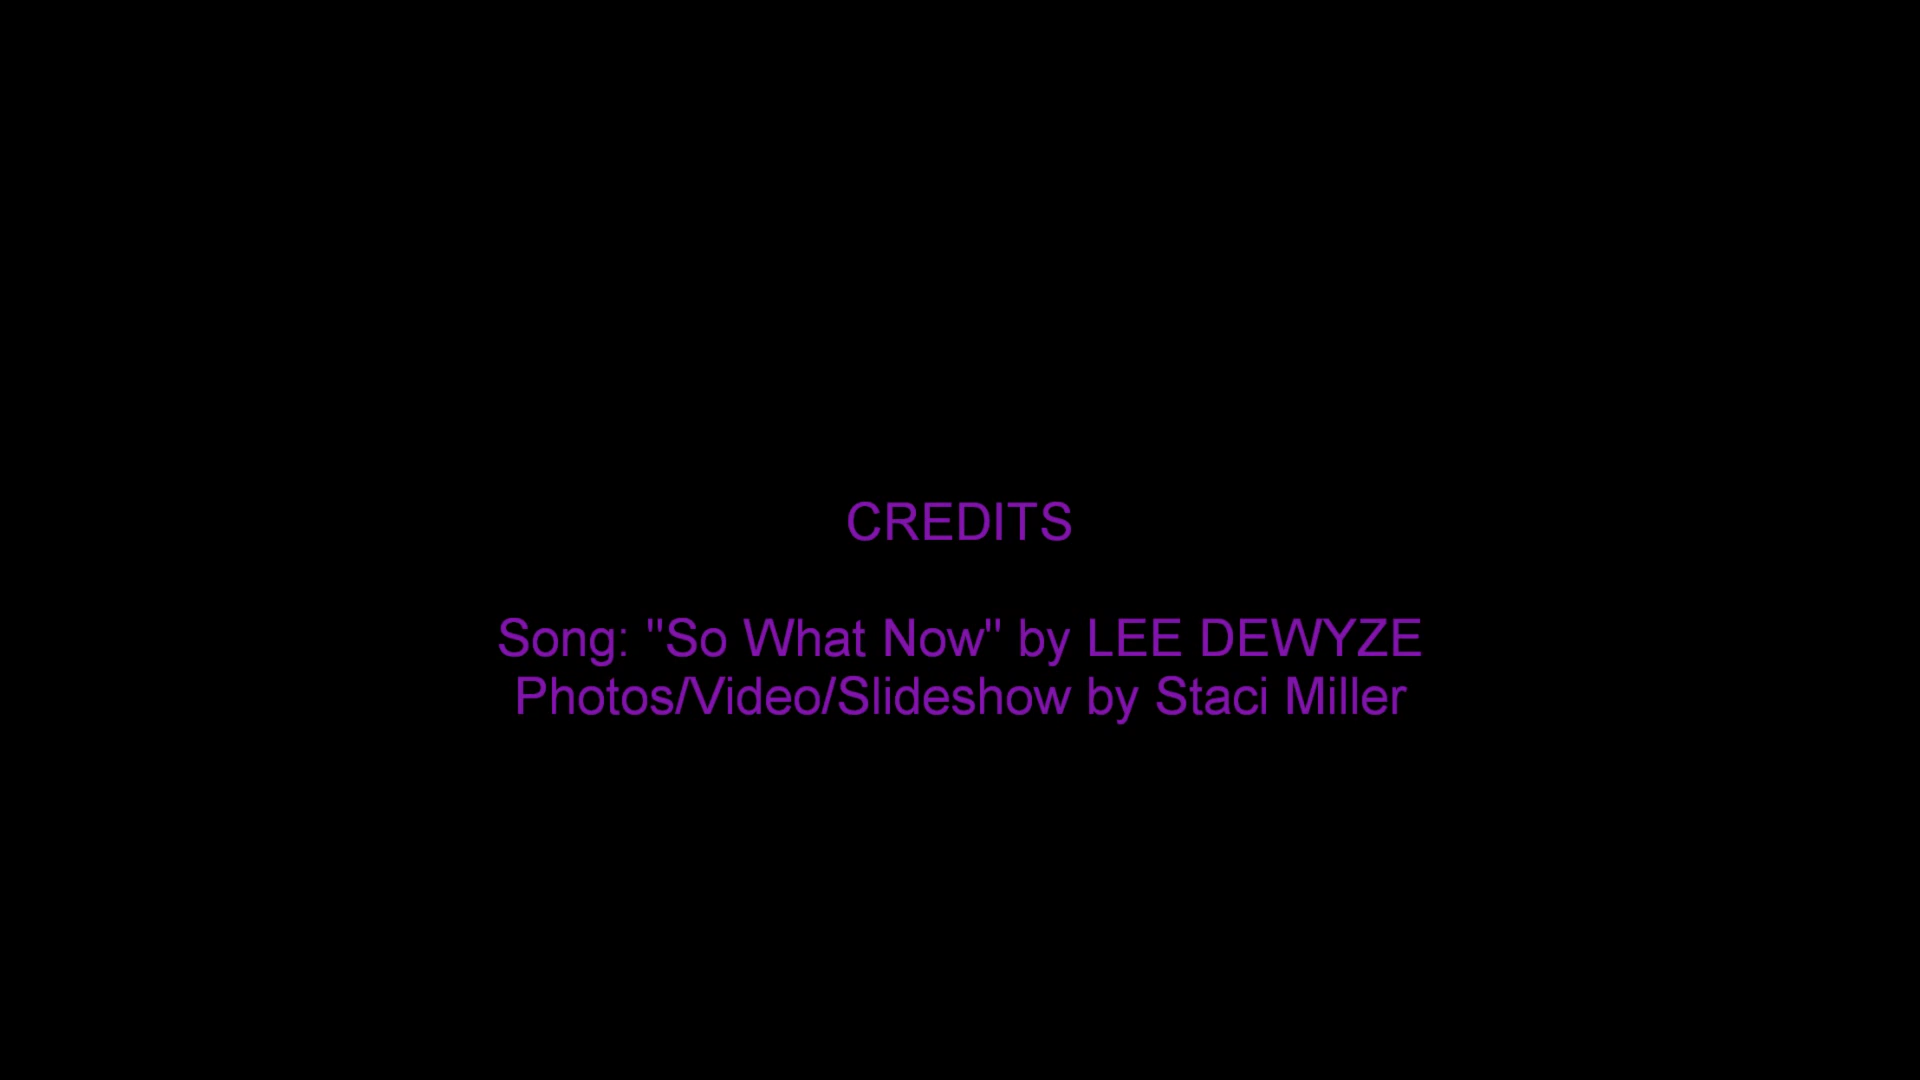 CREDITS
Song: "So What Now" by LEE DEWYZE
Photos/Video/Slideshow by Staci Miller